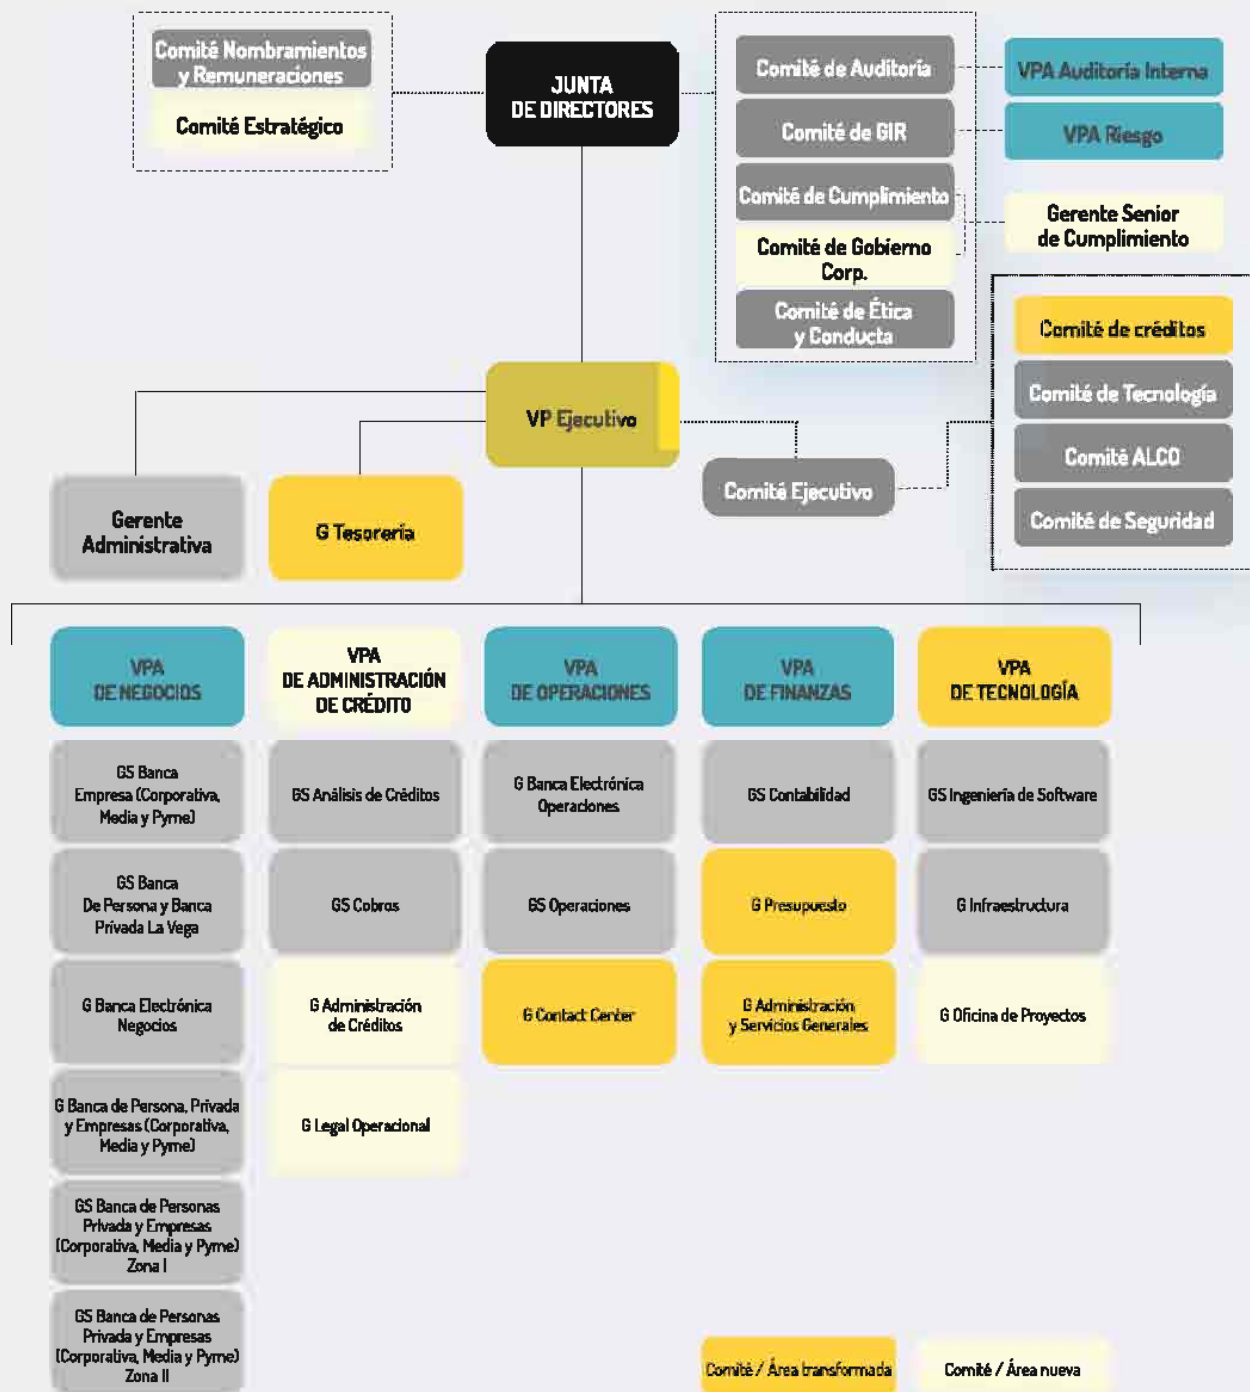 Comité Nombramientos
y Remuneraciones
Comité Estratégico
JUNTA
DE DIRECTORES
Comité de Auditoría
Comité de GIR
Comité de Cumplimiento
Comité de Gobierno
Corp.
Comité de Ética
y Conducta
VPA Auditoría Interna
VPA Riesgo
Gerente Senior
de Cumplimiento
Comité de créditos
Comité de Tecnología
Comité ALCO
Comité de Seguridad
VP Ejecutivo
Comité Ejecutivo
Gerente
Administrativa
G Tesorería
VPA
DE NEGOCIOS
GS Banca
Empresa (Corporativa,
Media y Pyme)
GS Banca
De Persona y Banca
Privada La Vega
G Banca Electrónica
Negocios
G Banca de Persona, Privada
y Empresas (Corporativa,
Media y Pyme)
GS Banca de Personas
Privada y Empresas
(Corporativa, Media y Pyme)
Zona I
GS Banca de Personas
Privada y Empresas
(Corporativa, Media y Pyme)
Zona II
VPA
DE ADMINISTRACIÓN
DE CRÉDITO
GS Análisis de Créditos
GS Cobros
G Administración
de Créditos
G Legal Operacional
VPA
DE OPERACIONES
G Banca Electrónica
Operaciones
GS Operaciones
G Contact Center
VPA
DE FINANZAS
GS Contabilidad
G Presupuesto
G Administración
y Servicios Generales
VPA
DE TECNOLOGÍA
GS Ingeniería de Software
G Infraestructura
G Oficina de Proyectos
Comité / Área transformada
Comité / Área nueva